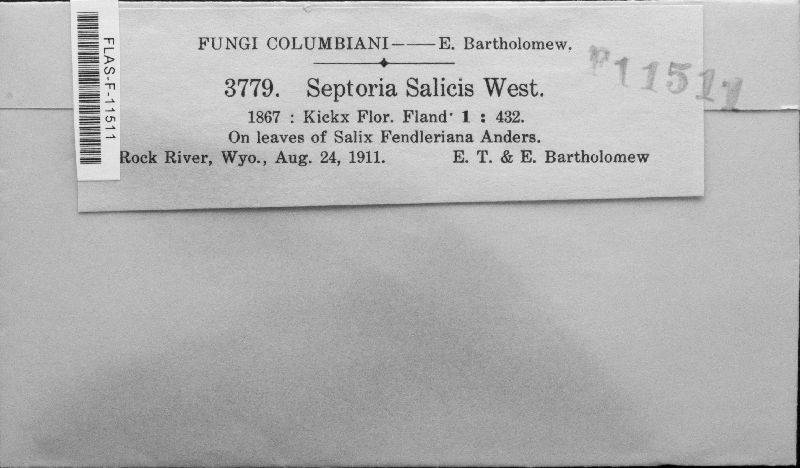 FUNGI COLUMBIANI——E. Bartholomew.
F11511
3779. Septoria Salicis West.
1867 : Kickx Flor. Fland· 1 : 432.
On leaves of Salix Fendleriana Anders.
Rock River, Wyo., Aug. 24, 1911. E. T. & E. Bartholomew
FLAS-F-11511